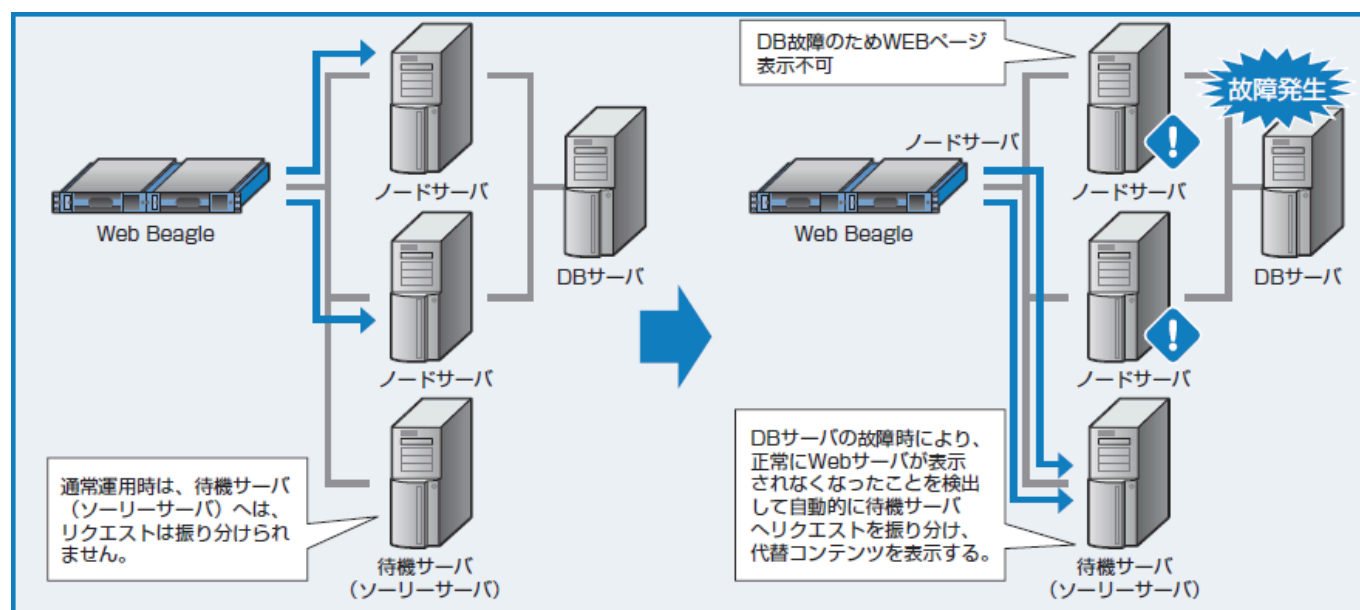 ノードサーバ
Web Beagle
ノードサーバ
DBサーバ
通常運用時は、待機サーバ
（ソーリーサーバ）へは、
リクエストは振り分けられ
ません。
待機サーバ
（ソーリーサーバ）
DB故障のためWEBページ
表示不可
故障発生
ノードサーバ
ノードサーバ
Web Beagle
DBサーバ
ノードサーバ
DBサーバの故障時により、
正常にWebサーバが表示
されなくなったことを検出
して自動的に待機サーバ
へリクエストを振り分け、
代替コンテンツを表示する。
待機サーバ
（ソーリーサーバ）